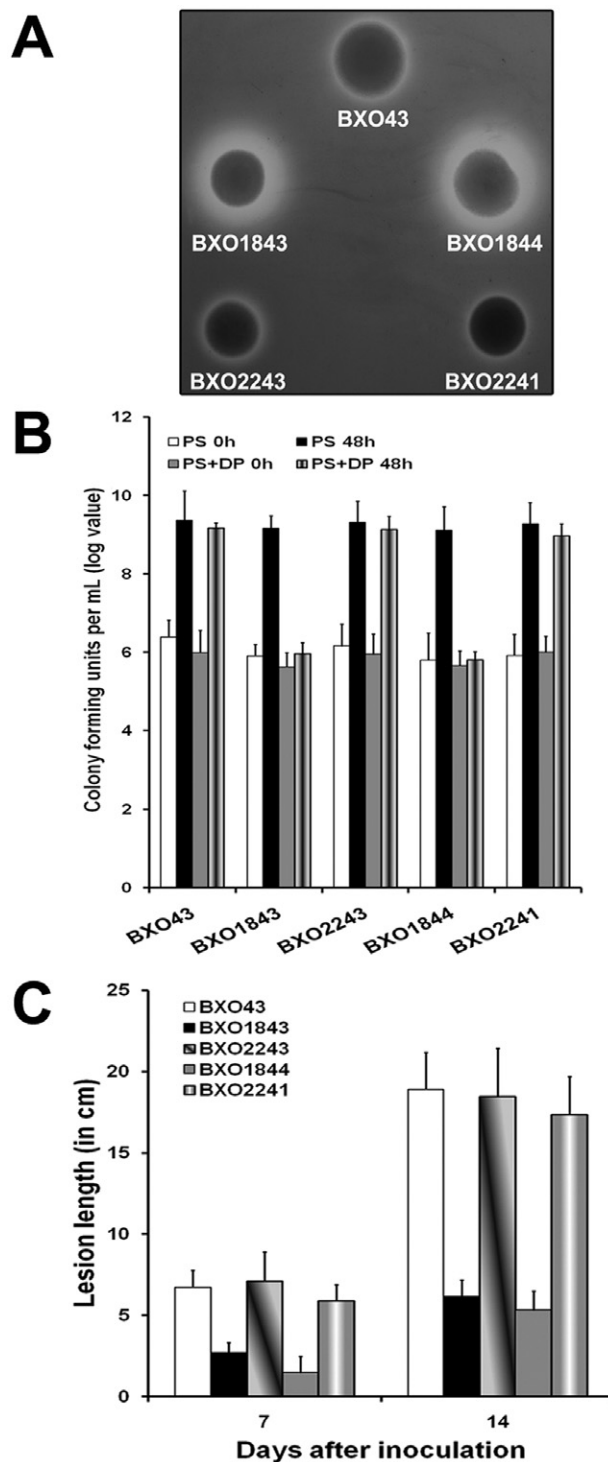 A
BXO43
BXO1843 BXO1844
BXO2243 BXO2241
B
12
10
8
6
4
2
0
Colony forming units per mL (log value)
PS 0h PS 48h
PS+DP 0h PS+DP 48h
BXO43 BXO1843 BXO2243 BXO1844 BXO2241
C
25
20
15
10
5
0
Lesion length (in cm)
BXO43
BXO1843
BXO2243
BXO1844
BXO2241
7 14
Days after inoculation